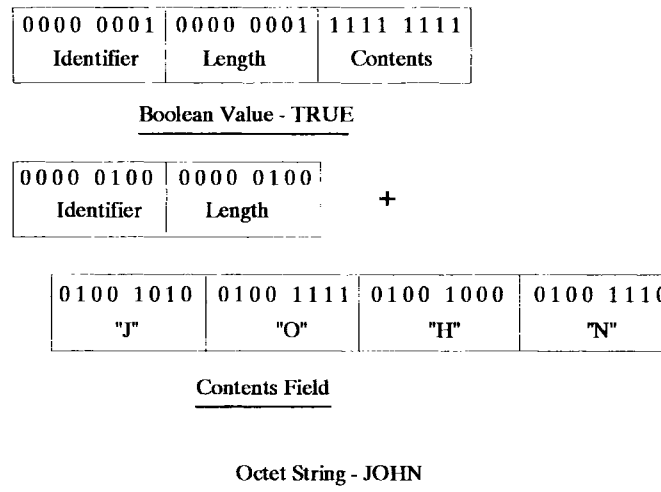 0000 0001 0000 0001 1111 1111
Identifier Length Contents
Boolean Value - TRUE
0000 0100 0000 0100
Identifier Length +
0100 1010 0100 1111 0100 1000 0100 1110
"J" "O" "H" "N"
Contents Field
Octet String - JOHN